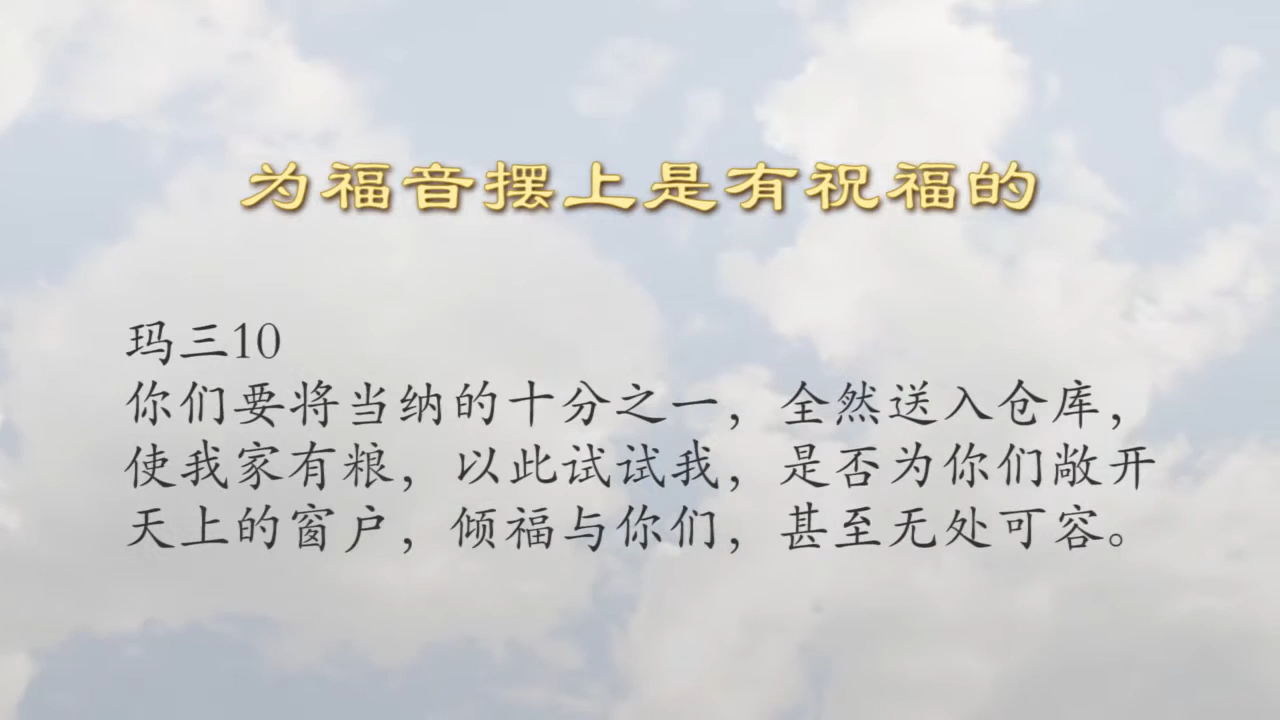 为福音摆上是有祝福的
玛三10
你们要将当纳的十分之一，全然送入仓库，
使我家有粮，以此试试我，是否为你们敞开
天上的窗户，倾福与你们，甚至无处可容。